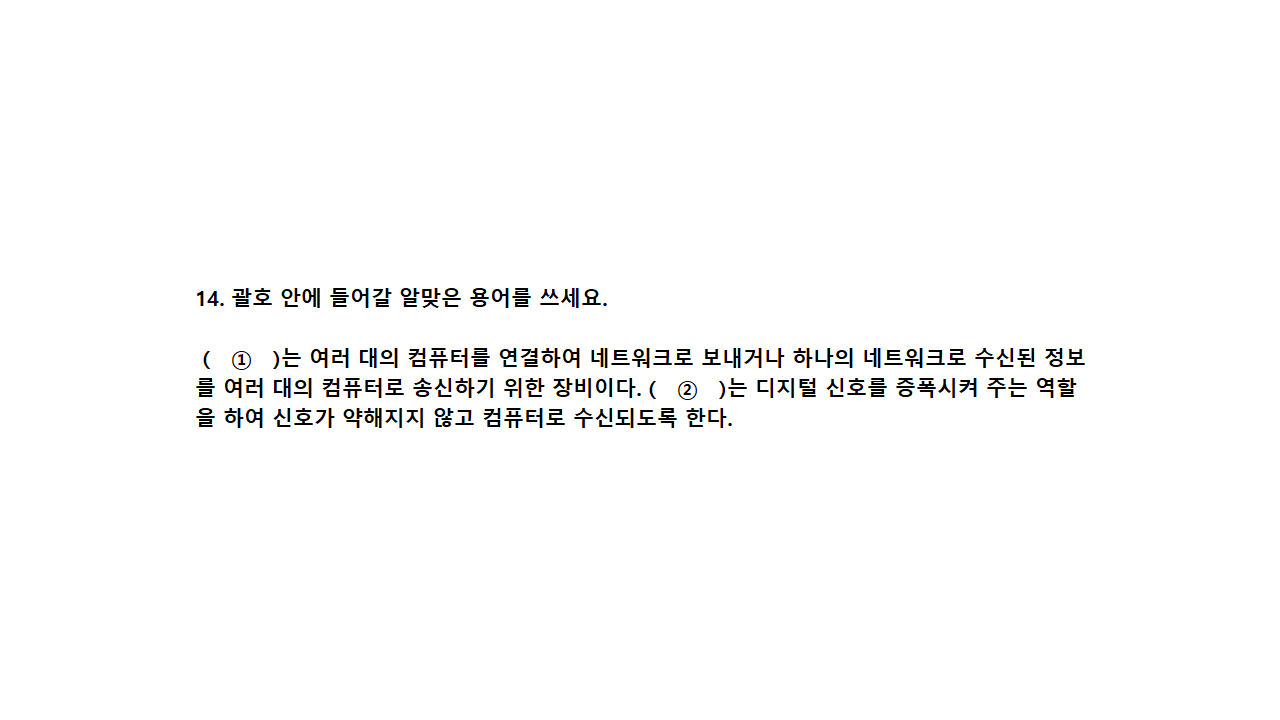 14. 괄호 안에 들어갈 알맞은 용어를 쓰세요.
( ① )는 여러 대의 컴퓨터를 연결하여 네트워크로 보내거나 하나의 네트워크로 수신된 정보
를 여러 대의 컴퓨터로 송신하기 위한 장비이다. ( ② )는 디지털 신호를 증폭시켜 주는 역할
을 하여 신호가 약해지지 않고 컴퓨터로 수신되도록 한다.